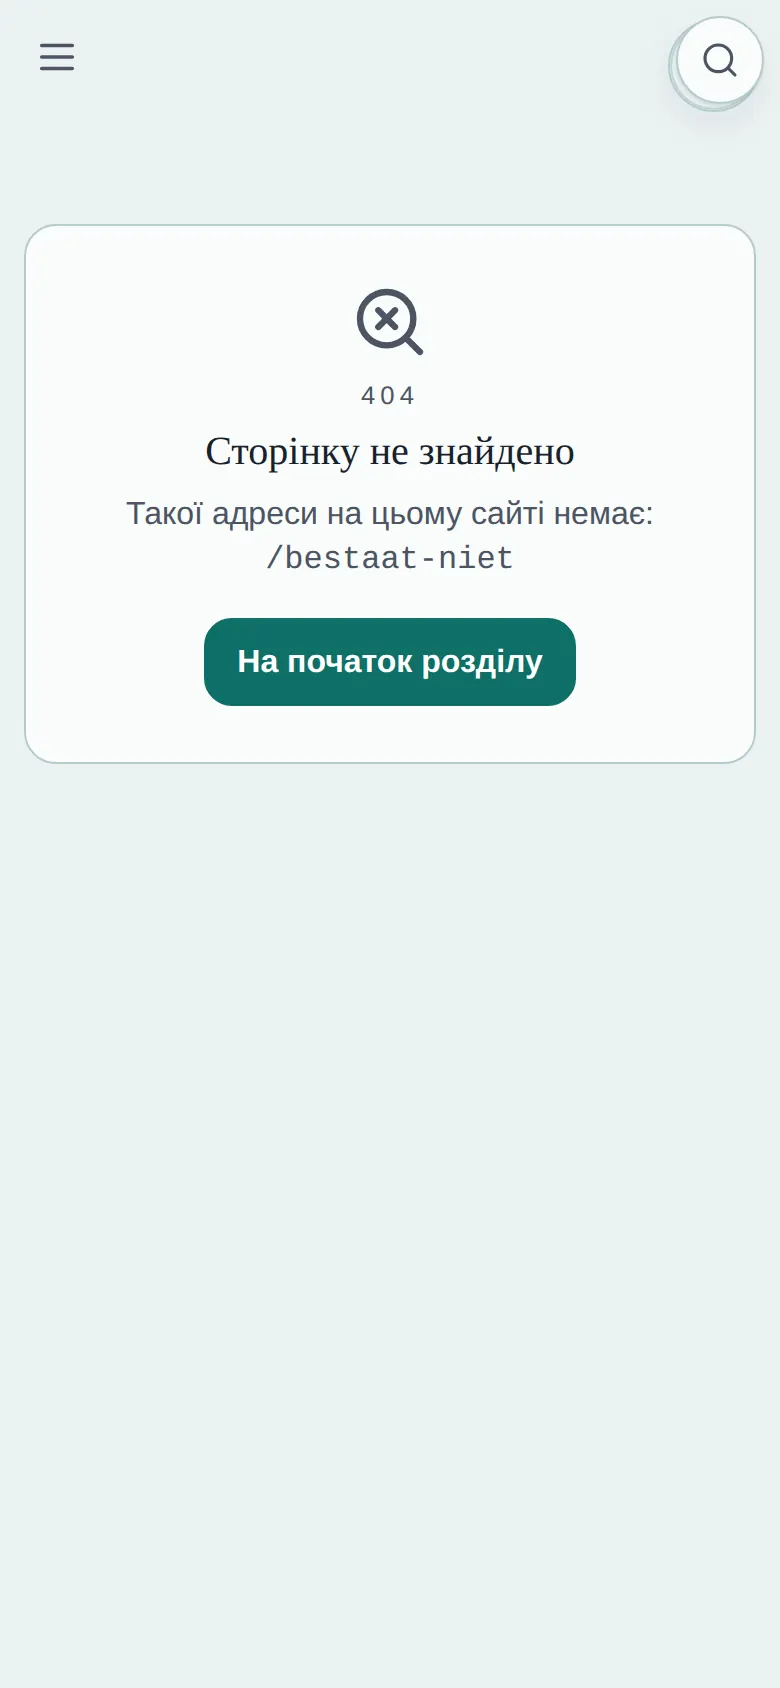 404
Сторінку не знайдено
Такої адреси на цьому сайті немає:
/bestaat-niet
На початок розділу